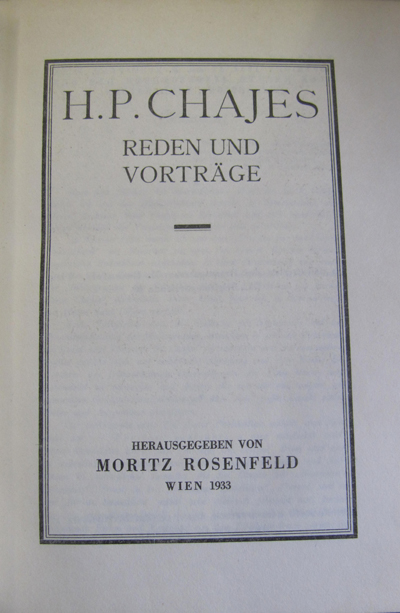 H.P. CHAJES
REDEN UND
VORTRÄGE
HERAUSGEGEBEN VON
MORITZ ROSENFELD
WIEN 1933